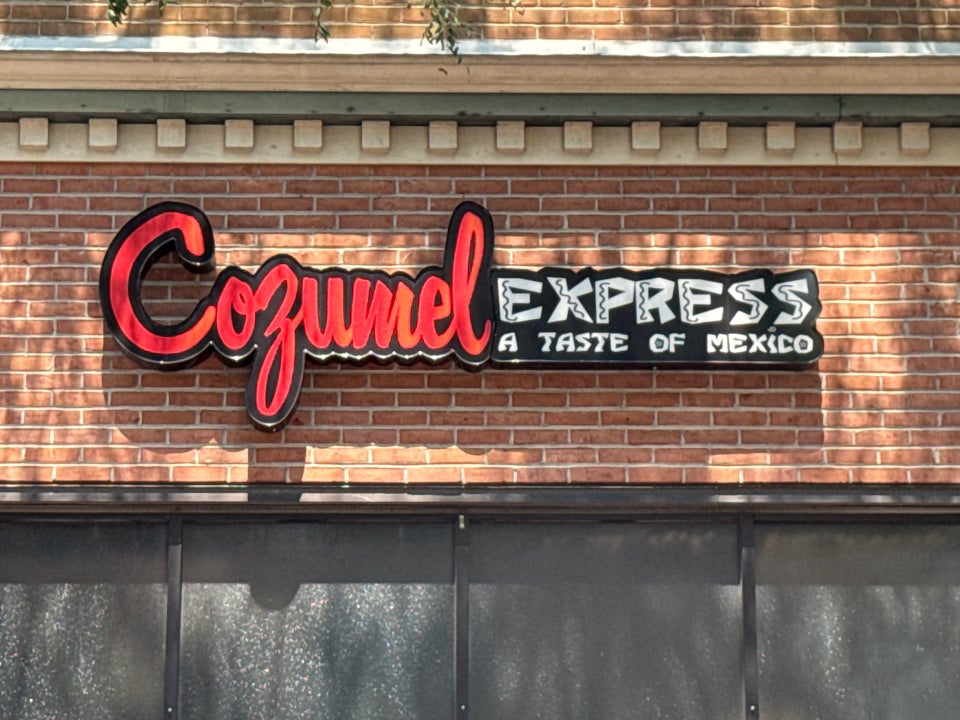 Cozumel EXPRESS
A TASTE OF MEXICO